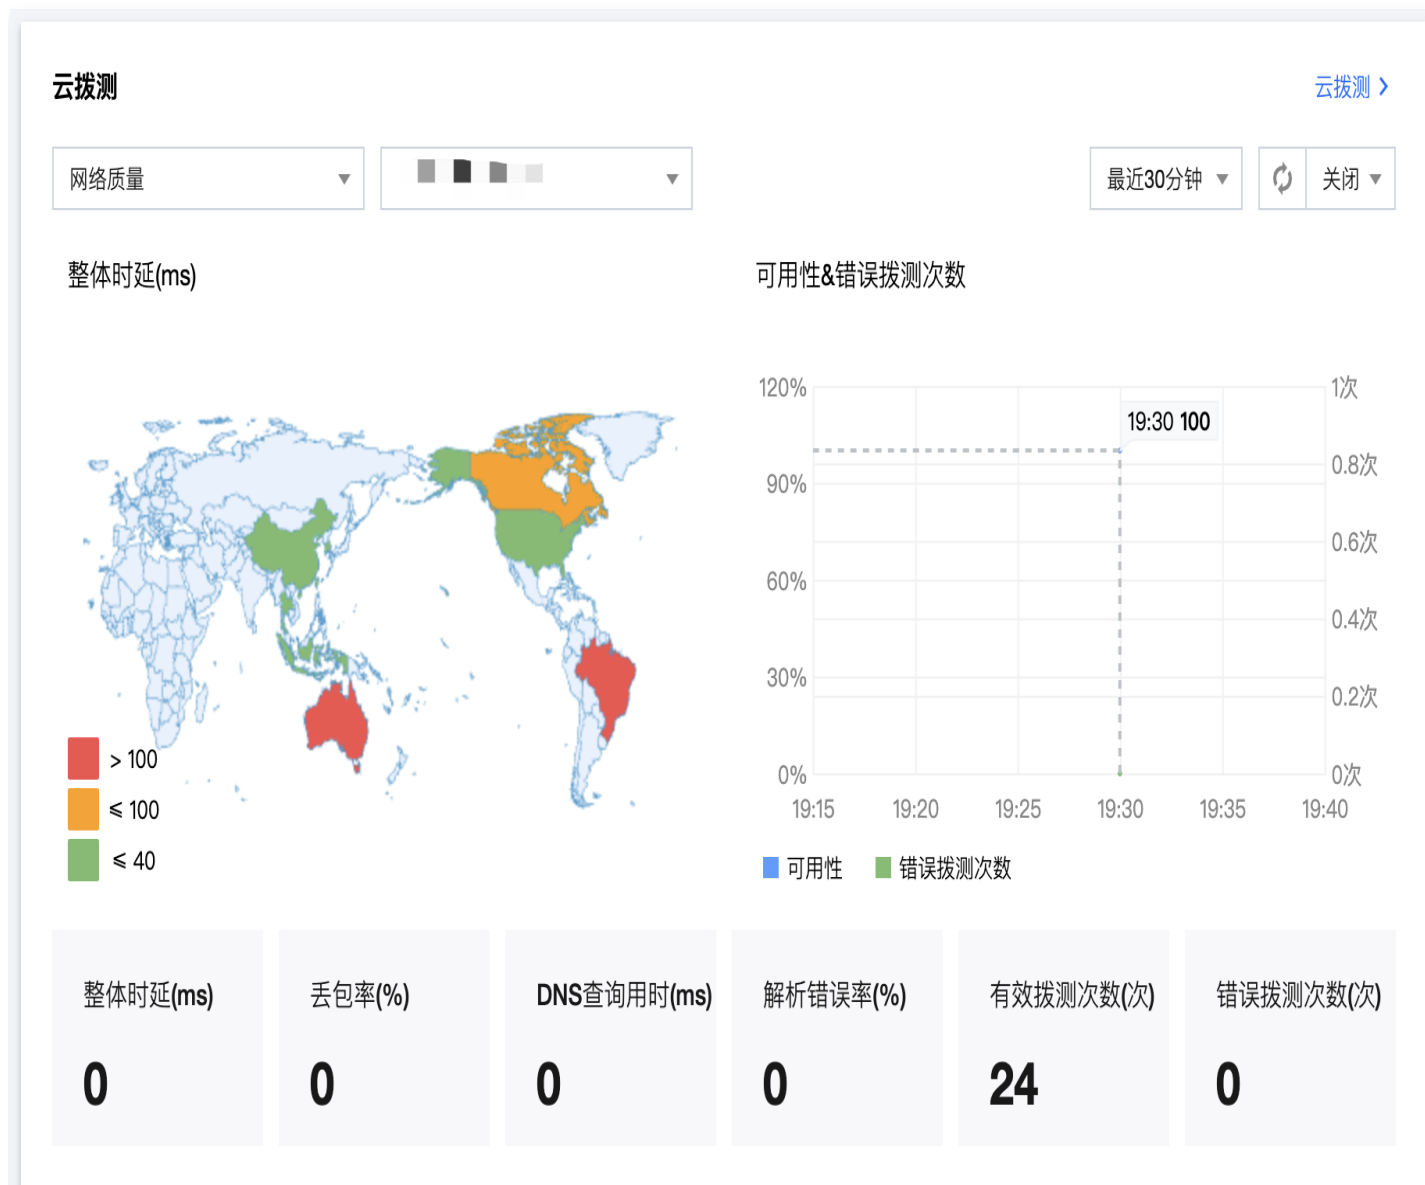 云拨测
云拨测
网络质量
最近30分钟
关闭
整体时延(ms)
> 100
≤ 100
≤ 40
可用性&错误拨测次数
120%
90%
60%
30%
0%
1次
0.8次
0.6次
0.4次
0.2次
0次
19:30 100
19:15 19:20 19:25 19:30 19:35 19:40
可用性 错误拨测次数
整体时延(ms)
0
丢包率(%)
0
DNS查询用时(ms)
0
解析错误率(%)
0
有效拨测次数(次)
24
错误拨测次数(次)
0